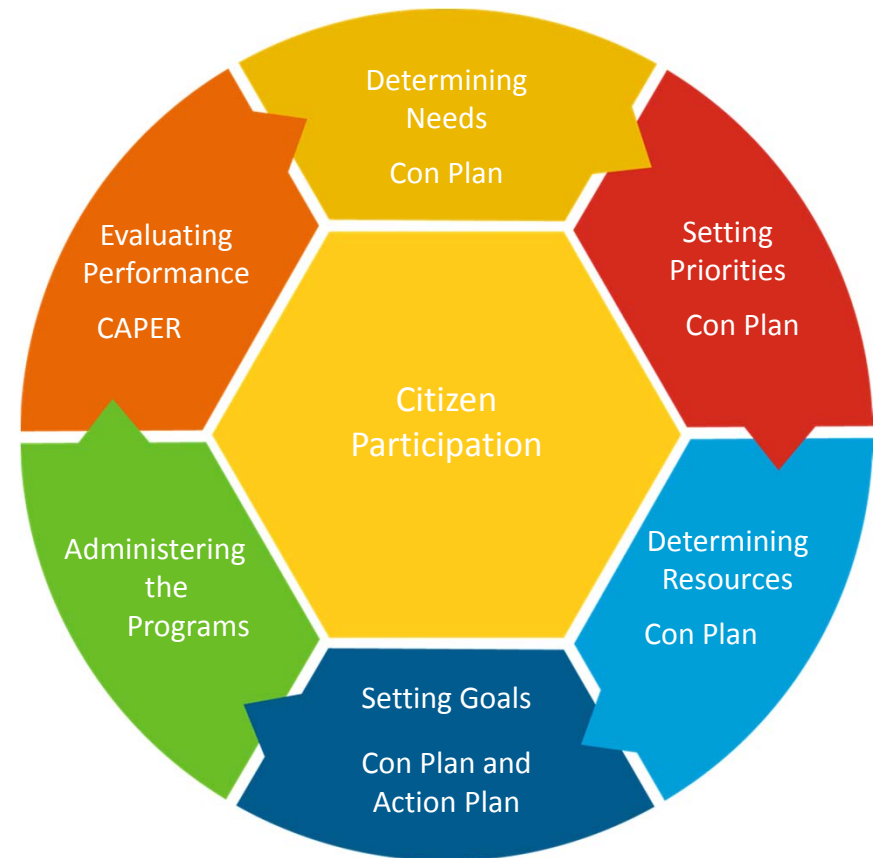 Determining
Needs
Con Plan
Setting
Priorities
Con Plan
Determining
Resources
Con Plan
Setting Goals
Con Plan and
Action Plan
Administering
the
Programs
Evaluating
Performance
CAPER
Citizen
Participation